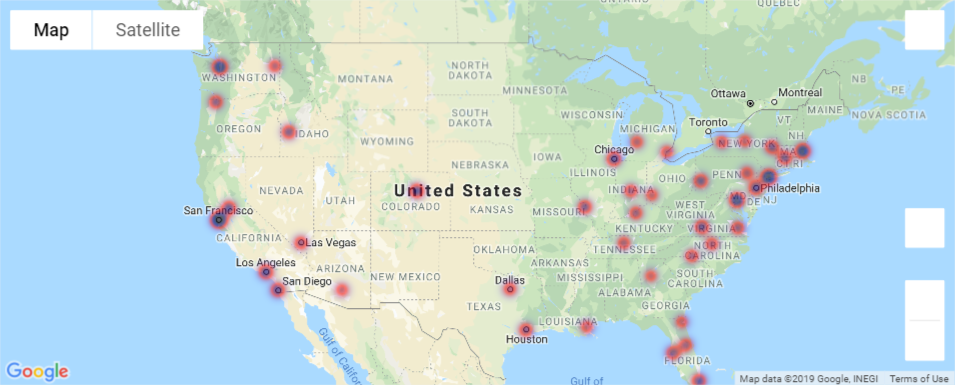 Map Satellite
WASHINGTON
MONTANA
NORTH
DAKOTA
MINNESOTA
Ottawa
Montreal
NB
PE
MAINE
NOVA SCOTIA
OREGON
IDAHO
SOUTH
DAKOTA
WISCONSIN
MICHIGAN
Toronto
VT
NH
WYOMING
Chicago
NEW YORK
MA
CT RI
NEBRASKA
IOWA
ILLINOIS
INDIANA
OHIO
PENN
NEVADA
UTAH
United States
COLORADO
KANSAS
MISSOURI
WEST
VIRGINIA
MD
DE
NJ
Philadelphia
San Francisco
CALIFORNIA
Las Vegas
KENTUCKY
VIRGINIA
Los Angeles
San Diego
ARIZONA
NEW MEXICO
OKLAHOMA
ARKANSAS
TENNESSEE
NORTH
CAROLINA
Dallas
MISSISSIPPI
ALABAMA
SOUTH
CAROLINA
TEXAS
GEORGIA
LOUISIANA
Houston
Gulf of
Califor
FLORIDA
Gulf of
Google
Map data ©2019 Google, INEGI Terms of Use